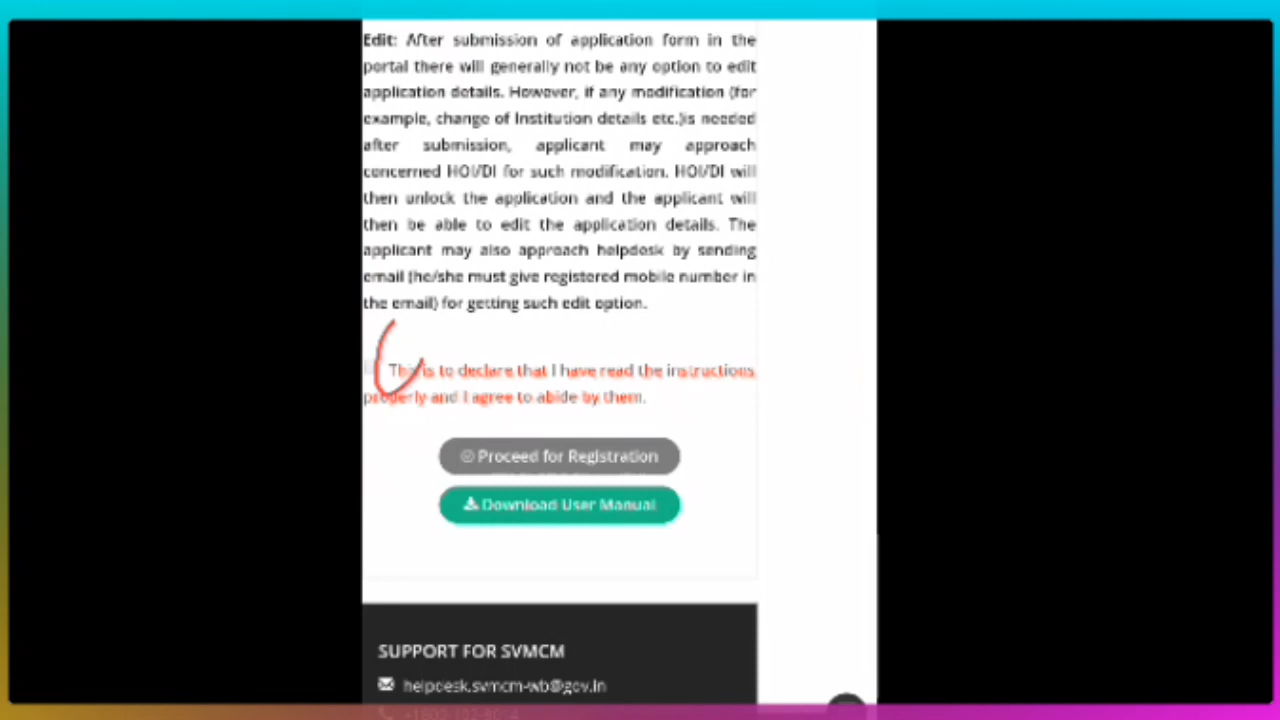 Edit: After submission of application form in the
portal there will generally not be any option to edit
application details. However, if any modification (for
example, change of Institution details etc.)is needed
after submission, applicant may approach
concerned HOI/DI for such modification. HOI/DI will
then unlock the application and the applicant will
then be able to edit the application details. The
applicant may also approach helpdesk by sending
email (he/she must give registered mobile number in
the email) for getting such edit option.
This is to declare that I have read the instructions
properly and I agree to abide by them.
Proceed for Registration
Download User Manual
SUPPORT FOR SVMCM
helpdesk.svmcm-wb@gov.in